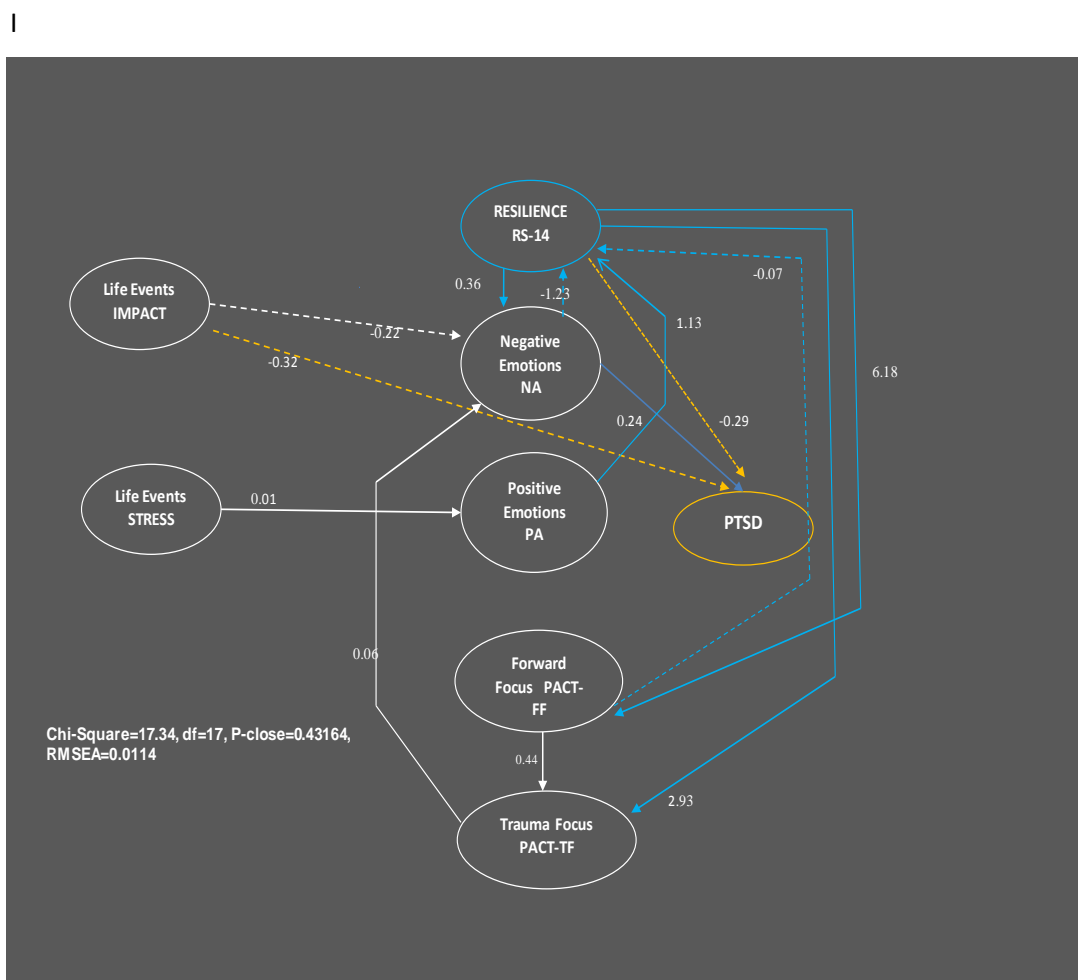 I
RESILIENCE
RS-14
0.36
-1.23
-0.07
Life Events
IMPACT
-0.22
-0.32
Negative
Emotions
NA
1.13
6.18
0.24
-0.29
Life Events
STRESS
0.01
Positive
Emotions
PA
PTSD
0.06
Forward
Focus PACT-
FF
Chi-Square=17.34, df=17, P-close=0.43164,
RMSEA=0.0114
0.44
2.93
Trauma Focus
PACT-TF